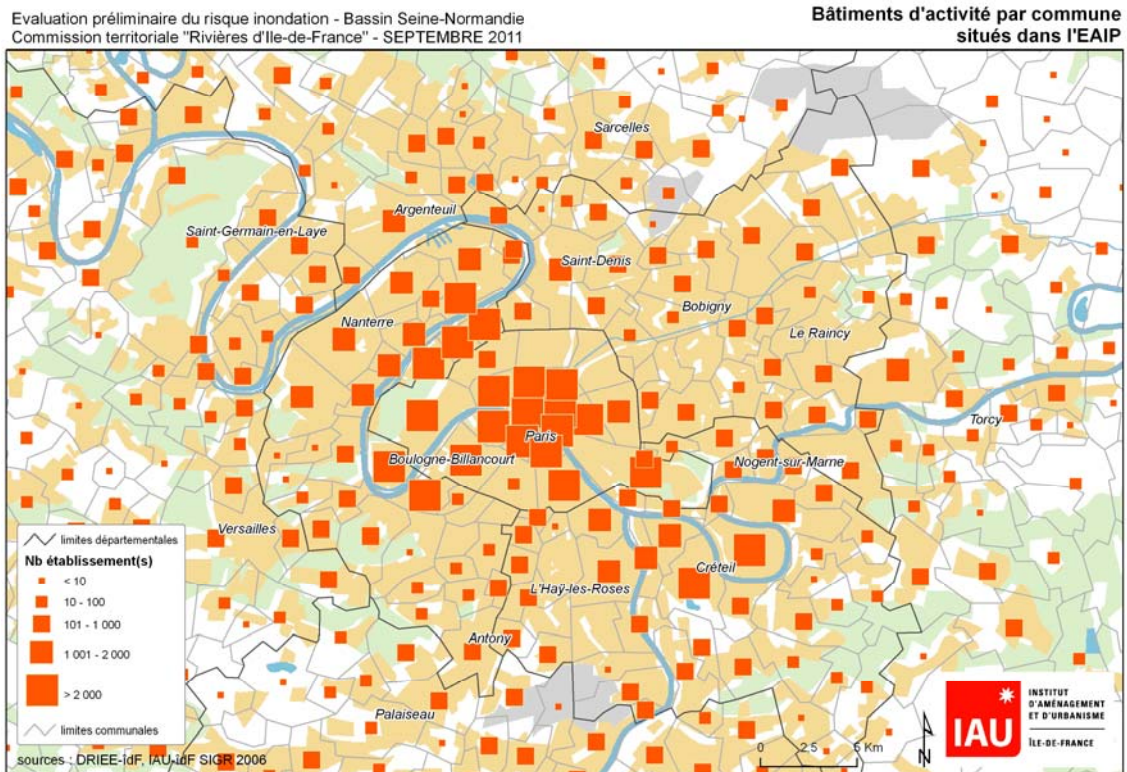 Evaluation préliminaire du risque inondation - Bassin Seine-Normandie
Commission territoriale "Rivières d'Ile-de-France" - SEPTEMBRE 2011
Bâtiments d'activité par commune
situés dans l'EAIP
Sarcelles
Argenteuil
Saint-Germain-en-Laye
Saint-Denis
Bobigny
Nanterre
Le Raincy
Torcy
Paris
Boulogne-Billancourt
Nogent-sur-Marne
Versailles
Créteil
L'Haÿ-les-Roses
Antony
Palaiseau
limites départementales
Nb établissement(s)
< 10
10 - 100
101 - 1 000
1 001 - 2 000
> 2 000
limites communales
sources : DRIEE-îdF, IAU-îdF SIGR 2006
N
0 2.5 5 Km
IAU
INSTITUT
D'AMÉNAGEMENT
ET D'URBANISME
ÎLE-DE-FRANCE